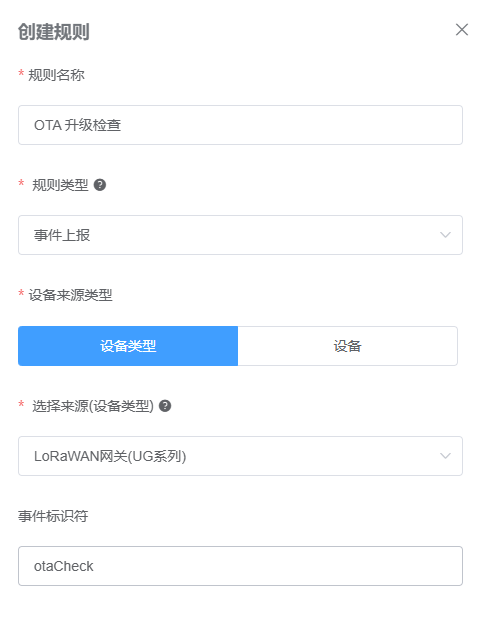 创建规则
* 规则名称
OTA 升级检查
* 规则类型 ?
事件上报
* 设备来源类型
设备类型 设备
* 选择来源(设备类型) ?
LoRaWAN网关(UG系列)
事件标识符
otaCheck